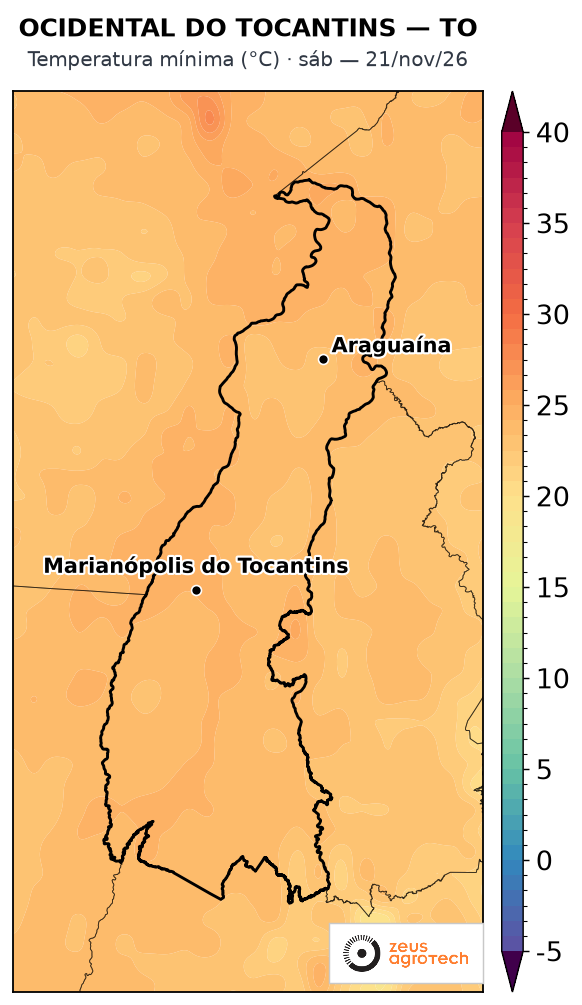 OCIDENTAL DO TOCANTINS — TO
Temperatura mínima (°C) · sáb — 21/nov/26
40
35
30
25
20
15
10
5
0
-5
Araguaína
Marianópolis do Tocantins
zeus
agrotech